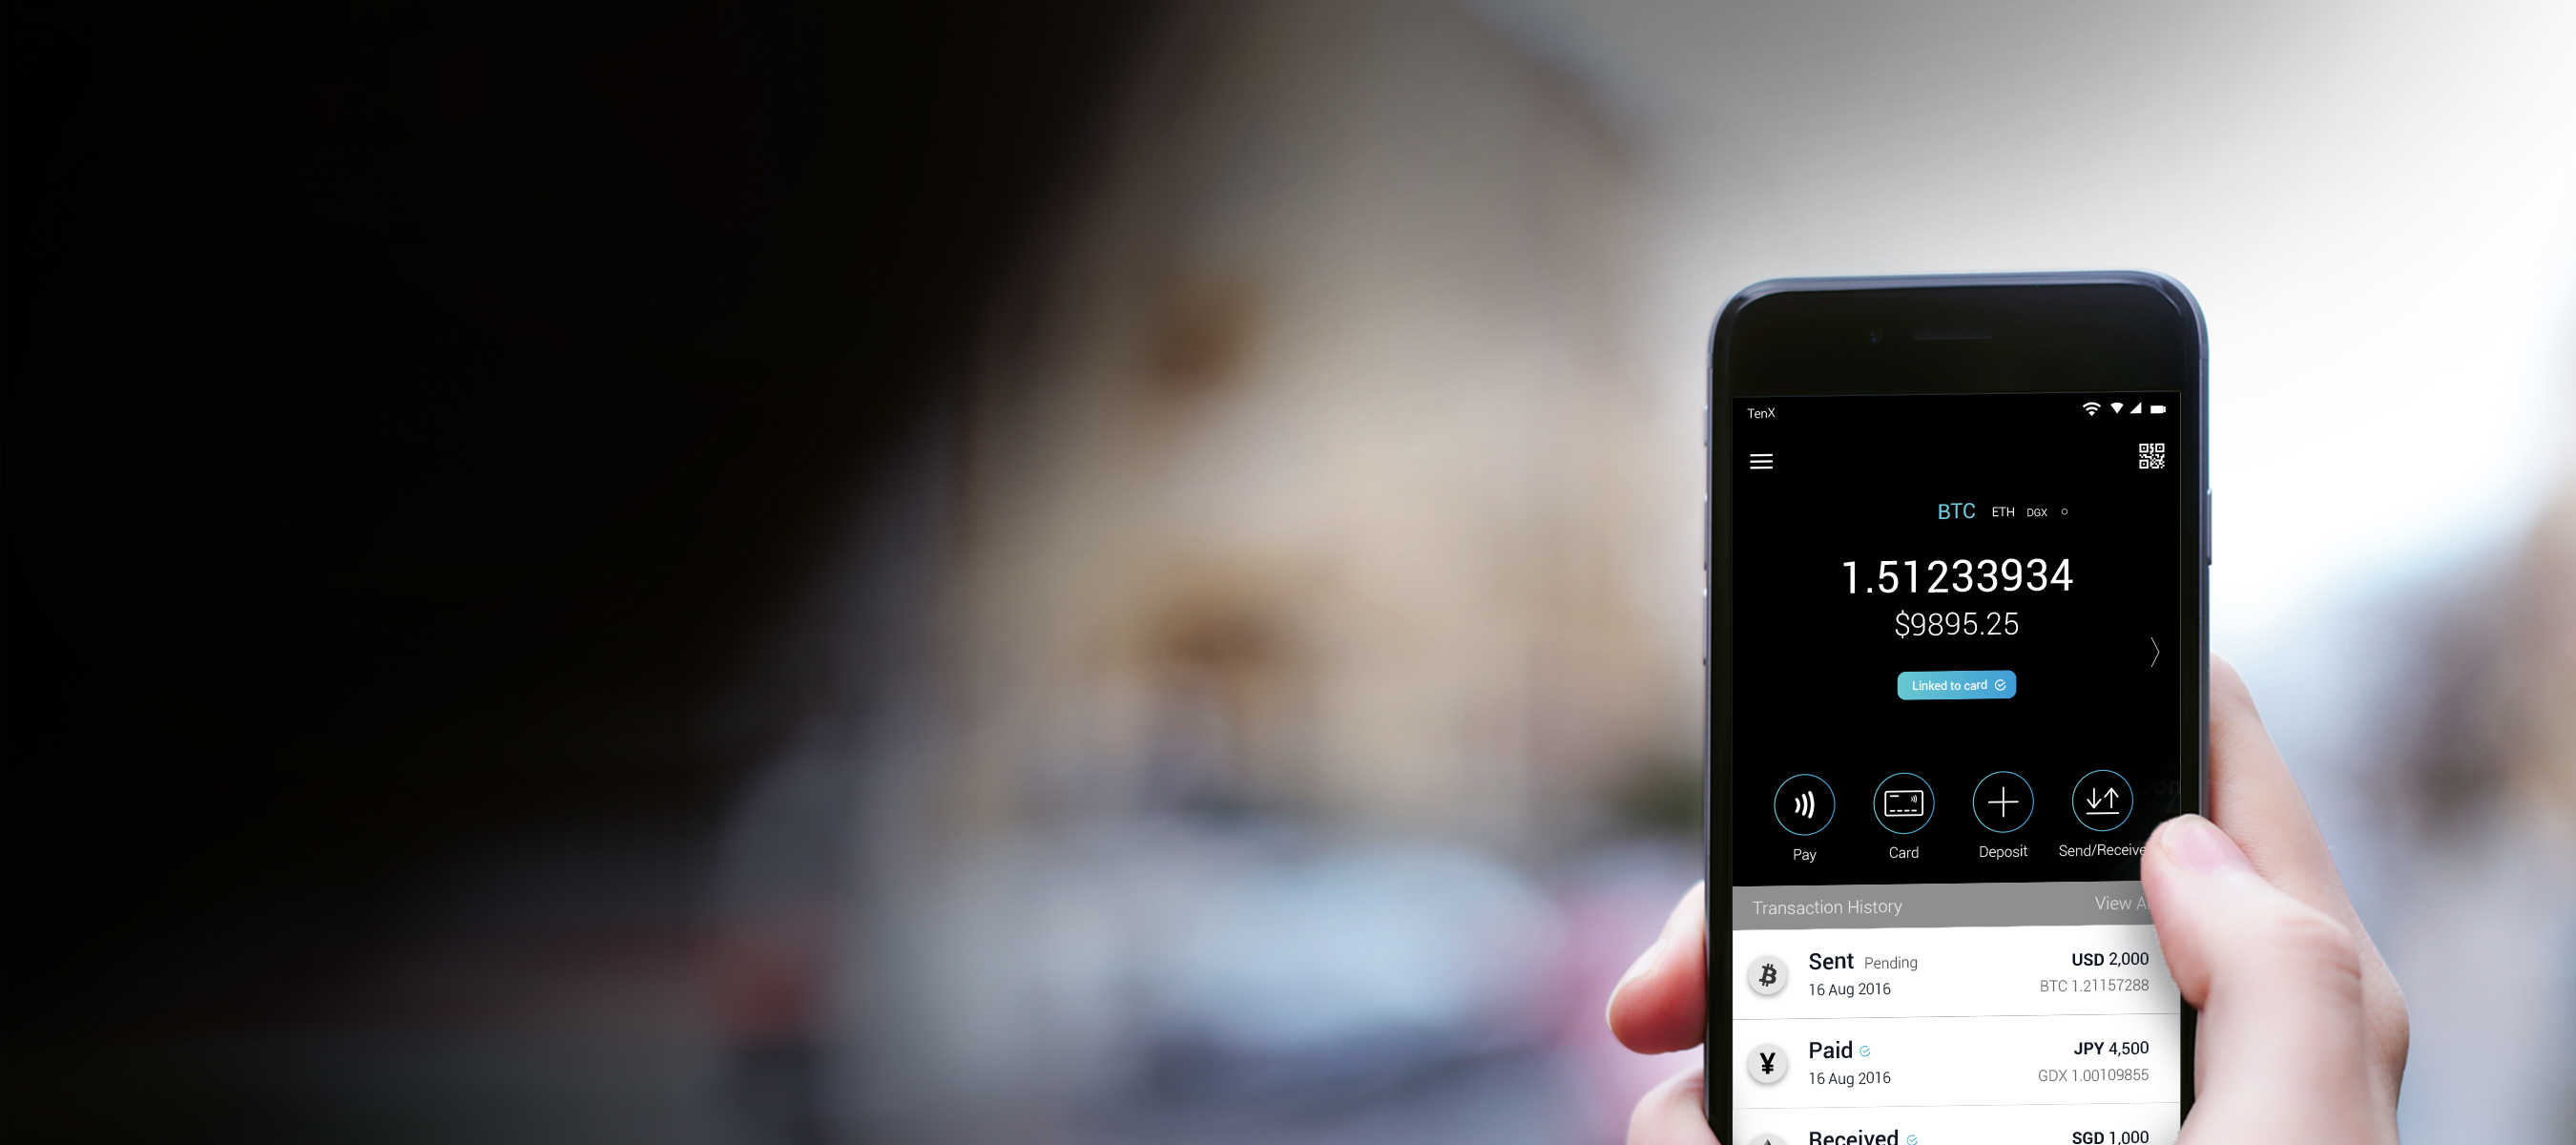 TenX
BTC ETH DGX
1.51233934
$9895.25
Linked to card
Pay Card Deposit Send/Receive
Transaction History View A
Sent Pending USD 2,000
16 Aug 2016 BTC 1.21157288
Paid JPY 4,500
16 Aug 2016 GDX 1.00109855
Received SGD 1,000